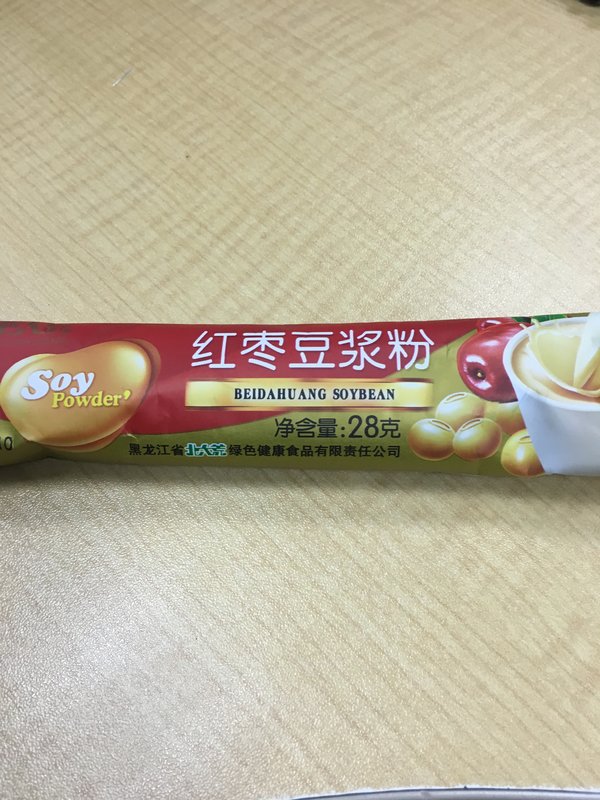 Soy
Powder'
红枣豆浆粉
BEIDAHUANG SOYBEAN
净含量:28克
黑龙江省北大荒绿色健康食品有限责任公司